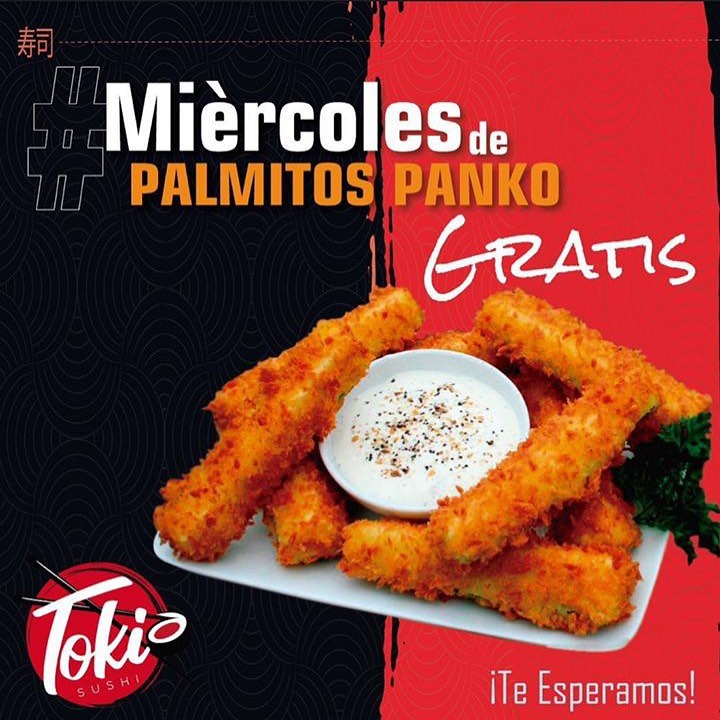 寿司
#Mièrcoles de
PALMITOS PANKO
GRATIS
Tokio
SUSHI
¡Te Esperamos!